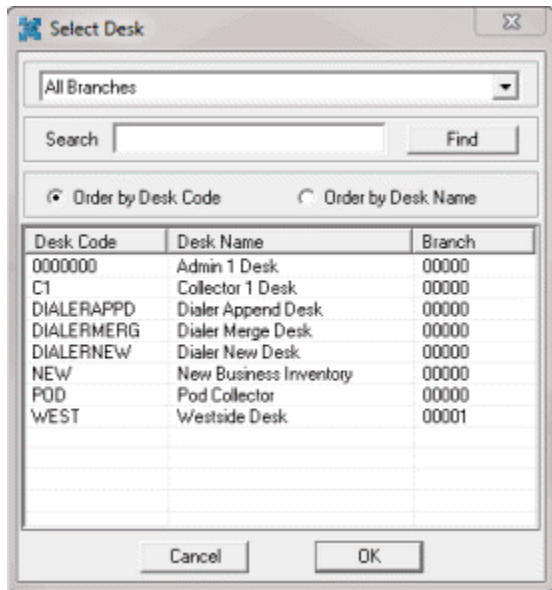 Select Desk
All Branches
Search Find
Order by Desk Code Order by Desk Name
Desk Code Desk Name Branch
0000000 Admin 1 Desk 00000
C1 Collector 1 Desk 00000
DIALERAPPD Dialer Append Desk 00000
DIALERMERG Dialer Merge Desk 00000
DIALERNEW Dialer New Desk 00000
NEW New Business Inventory 00000
POD Pod Collector 00000
WEST Westside Desk 00001
Cancel OK